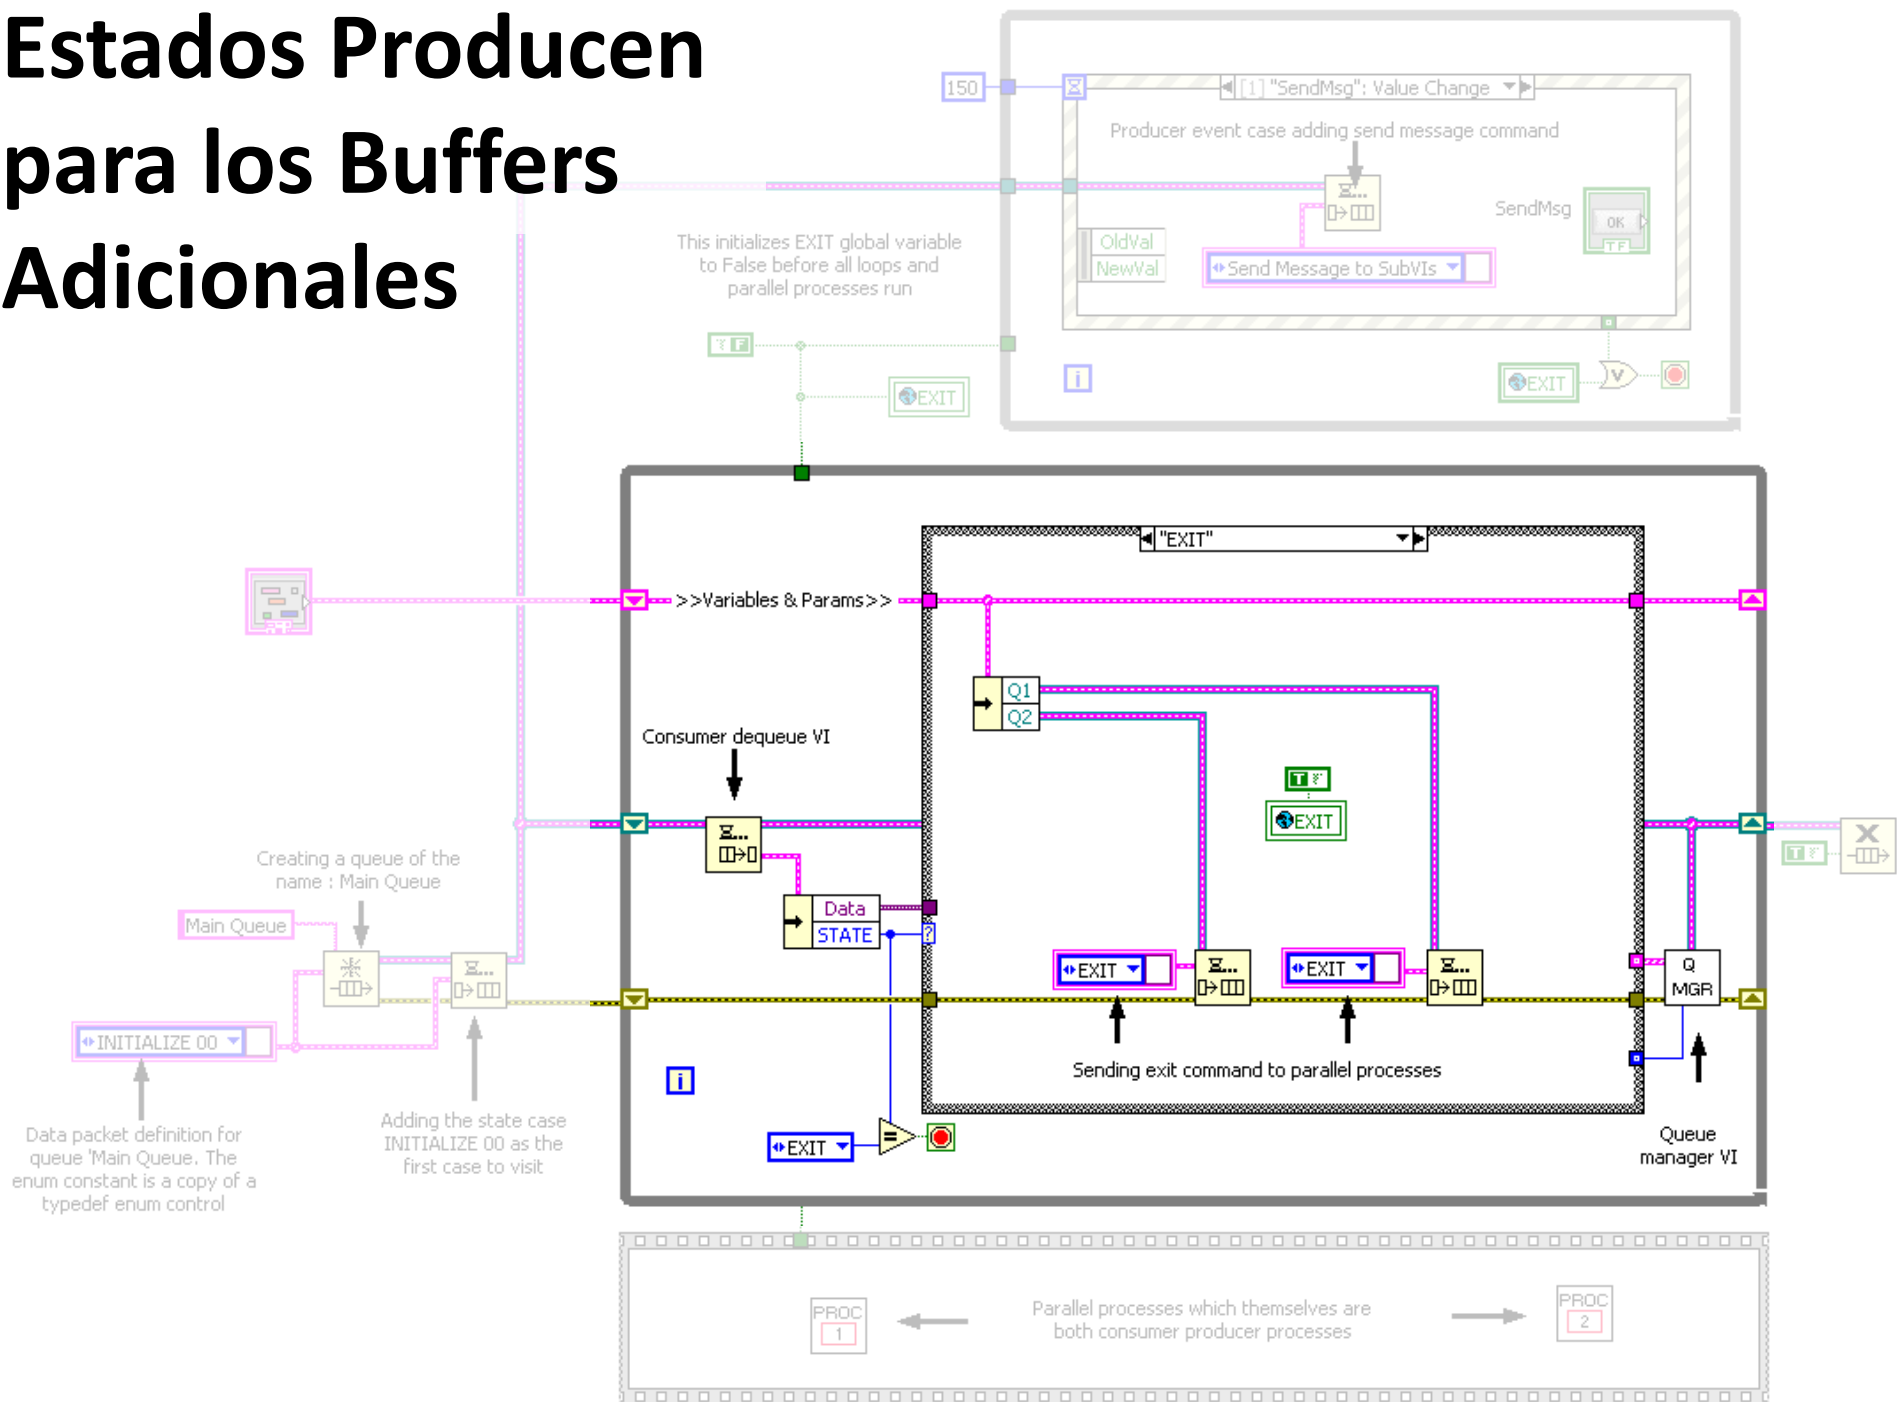 Estados Producen
para los Buffers
Adicionales
150
[1] "SendMsg": Value Change
Producer event case adding send message command
SendMsg
OK
TF
OldVal
NewVal
Send Message to SubVIs
This initializes EXIT global variable
to False before all loops and
parallel processes run
F
EXIT
i
EXIT
V
"EXIT"
>>Variables & Params>>
Q1
Q2
Consumer dequeue VI
T
EXIT
Data
STATE
?
Creating a queue of the
name : Main Queue
Main Queue
INITIALIZE 00
Data packet definition for
queue 'Main Queue. The
enum constant is a copy of a
typedef enum control
Adding the state case
INITIALIZE 00 as the
first case to visit
EXIT
EXIT
Sending exit command to parallel processes
Q
MGR
Queue
manager VI
T
X
i
EXIT
=
PROC
1
Parallel processes which themselves are
both consumer producer processes
PROC
2